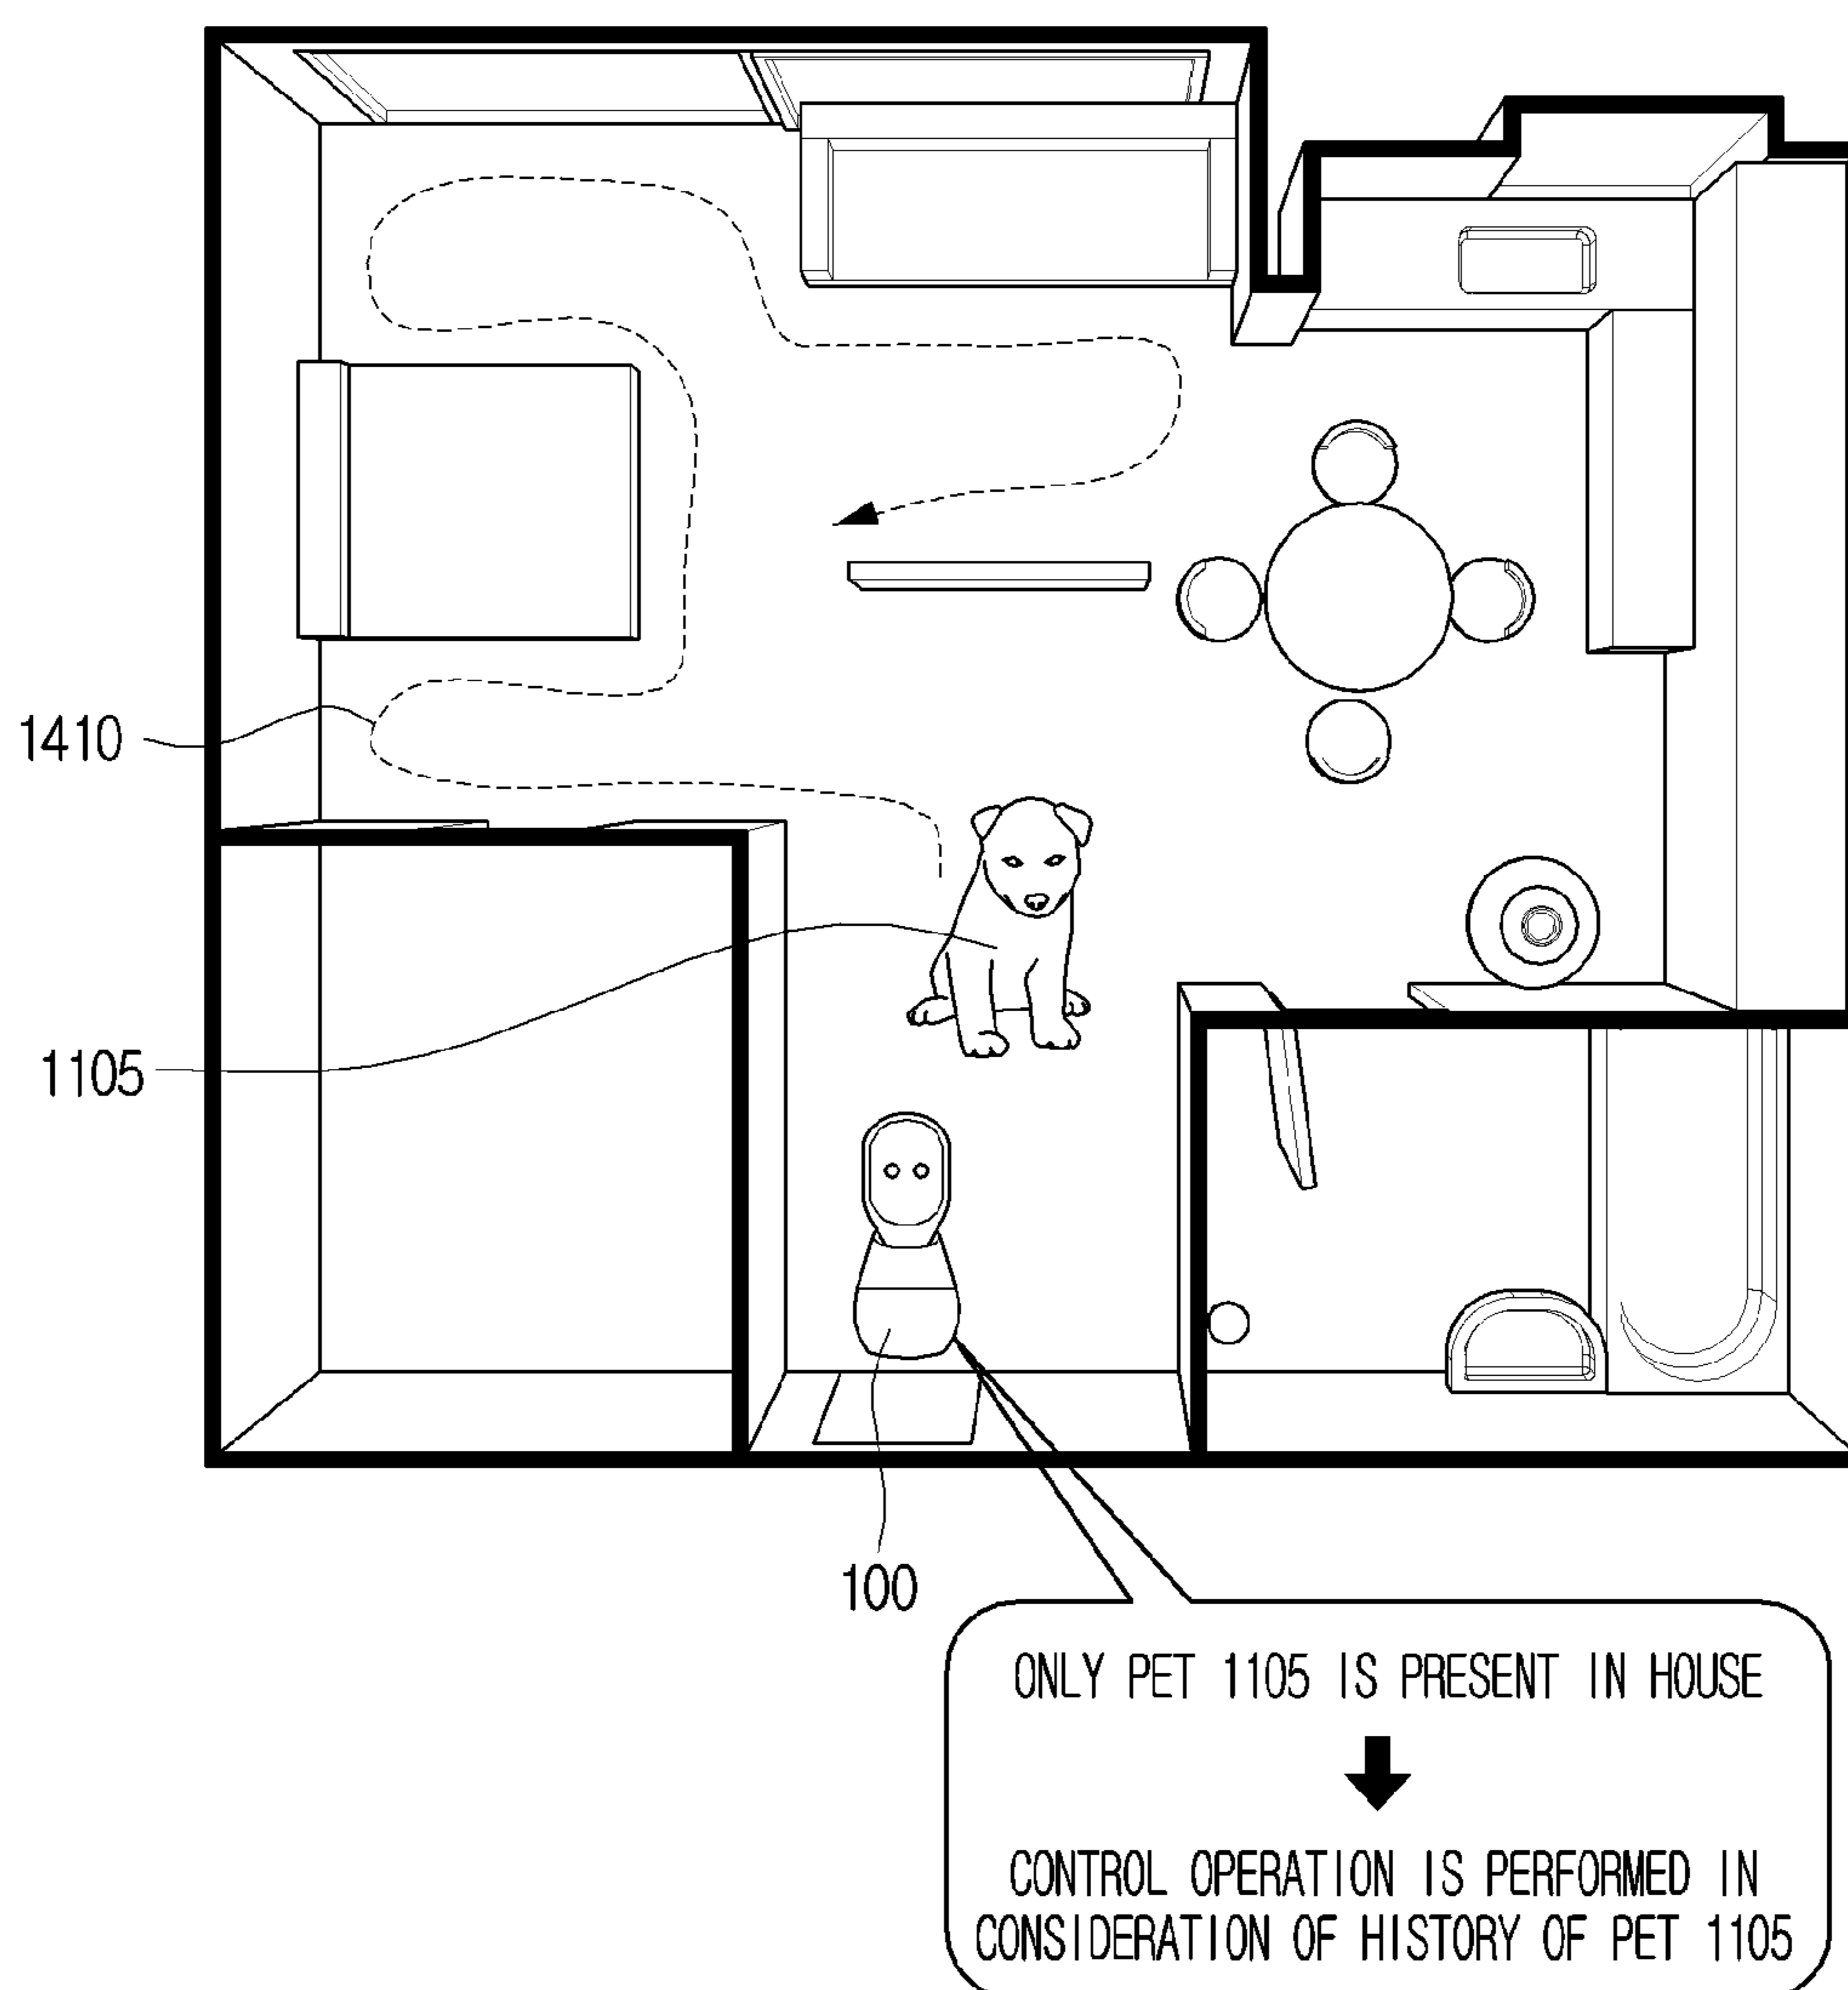 1410
1105
100
ONLY PET 1105 IS PRESENT IN HOUSE
CONTROL OPERATION IS PERFORMED IN
CONSIDERATION OF HISTORY OF PET 1105